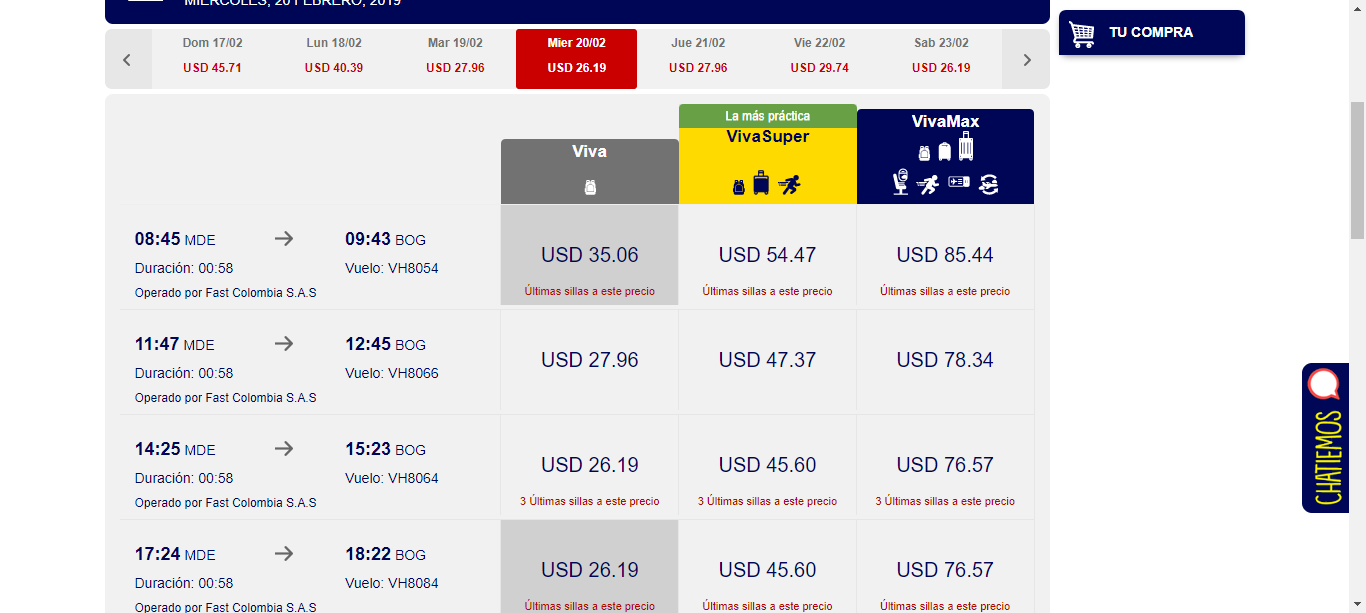 MIÉRCOLES, 20 FEBRERO, 2019
TU COMPRA
Dom 17/02 Lun 18/02 Mar 19/02 Mier 20/02 Jue 21/02 Vie 22/02 Sab 23/02
USD 45.71 USD 40.39 USD 27.96 USD 26.19 USD 27.96 USD 29.74 USD 26.19
La más práctica
Viva VivaSuper VivaMax
08:45 MDE 09:43 BOG
USD 35.06 USD 54.47 USD 85.44
Duración: 00:58 Vuelo: VH8054
Operado por Fast Colombia S.A.S
Últimas sillas a este precio Últimas sillas a este precio Últimas sillas a este precio
11:47 MDE 12:45 BOG
USD 27.96 USD 47.37 USD 78.34
Duración: 00:58 Vuelo: VH8066
Operado por Fast Colombia S.A.S
14:25 MDE 15:23 BOG
USD 26.19 USD 45.60 USD 76.57
Duración: 00:58 Vuelo: VH8064
Operado por Fast Colombia S.A.S
3 Últimas sillas a este precio 3 Últimas sillas a este precio 3 Últimas sillas a este precio
17:24 MDE 18:22 BOG
USD 26.19 USD 45.60 USD 76.57
Duración: 00:58 Vuelo: VH8084
Operado por Fast Colombia S.A.S
Últimas sillas a este precio Últimas sillas a este precio Últimas sillas a este precio
CHATIEMOS